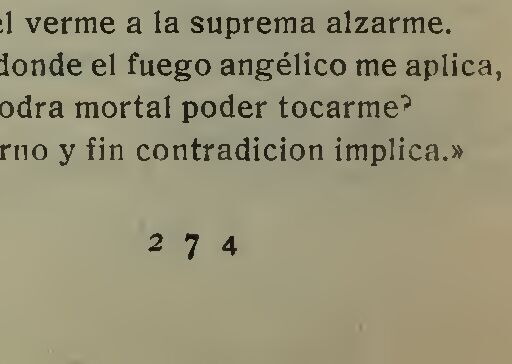 el verme a la suprema alzarme.
donde el fuego angélico me aplica,
odra mortal poder tocarme?
rno y fin contradicion implica.»
2 7 4